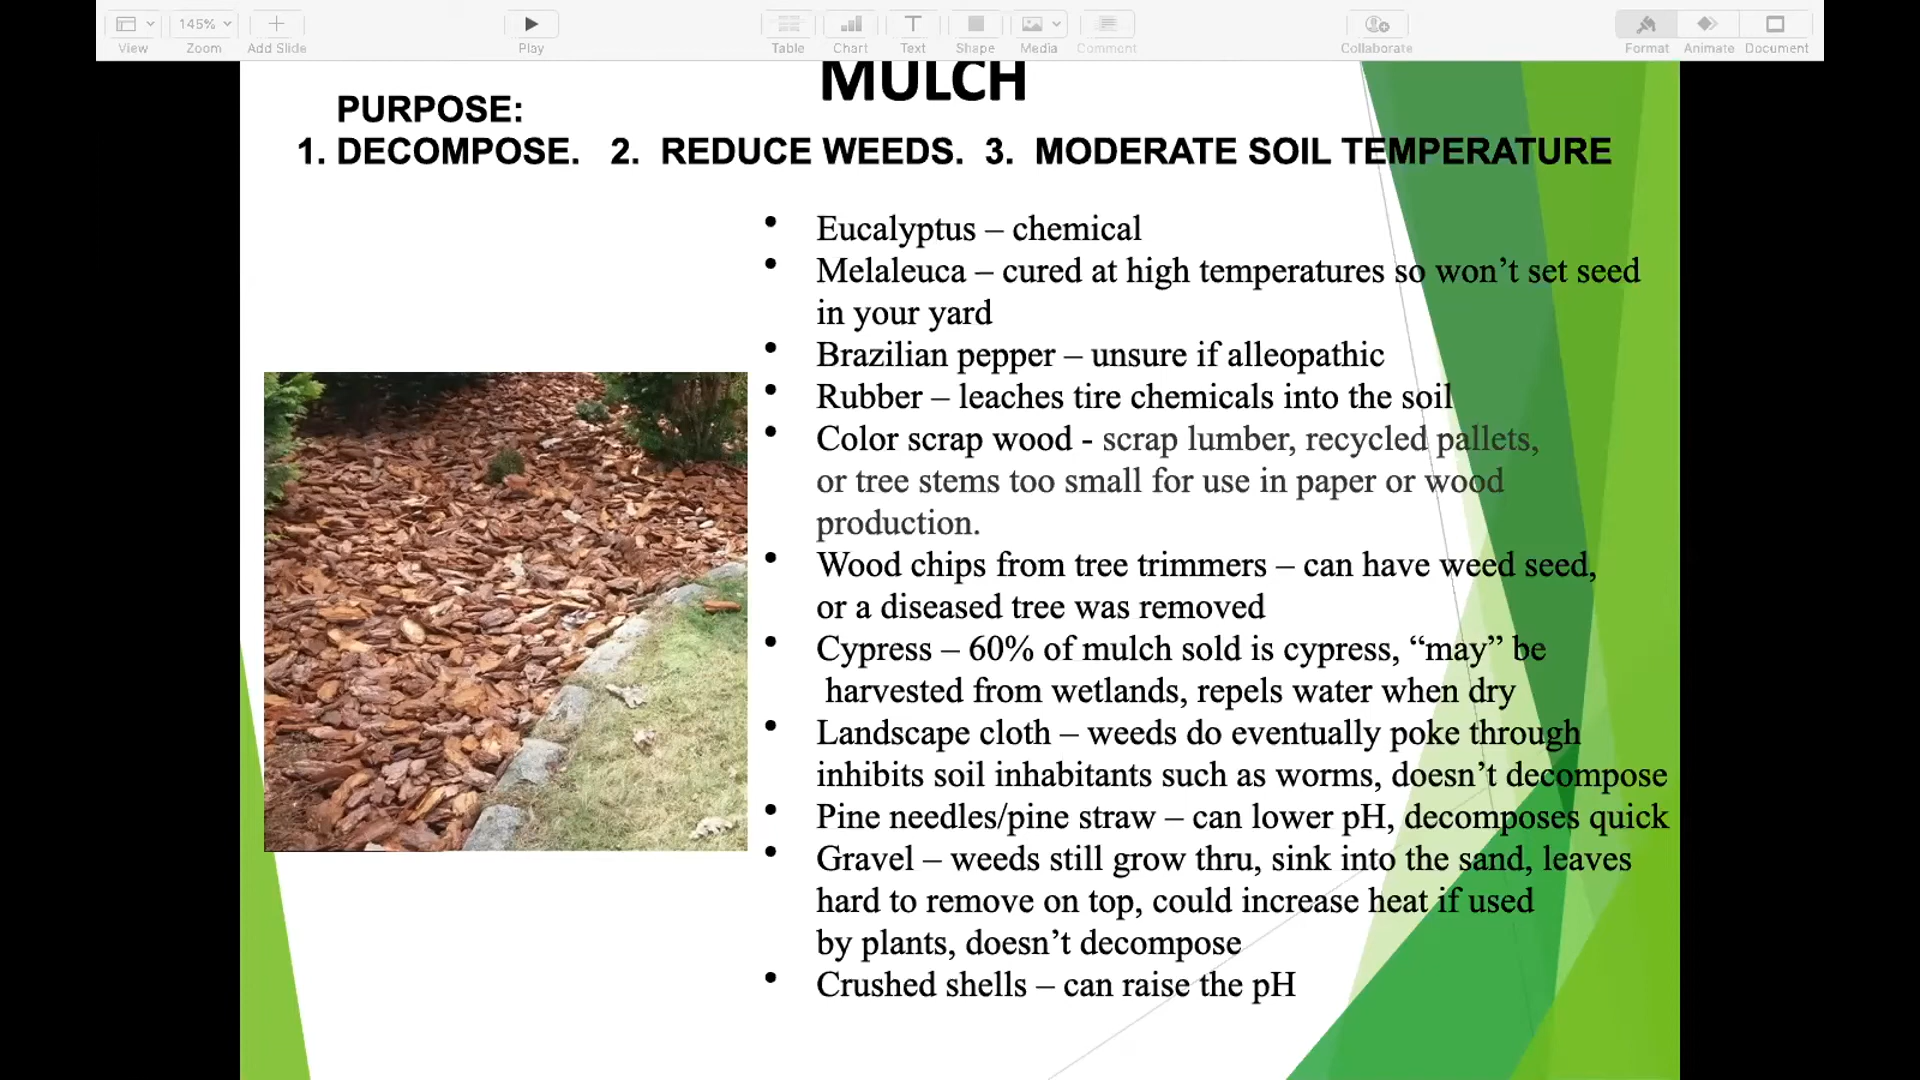 145%
View
Zoom
Add Slide
Play
Table
Chart
Text
Shape
Media
Comment
Collaborate
Format
Animate
Document
MULCH
PURPOSE:
1. DECOMPOSE. 2. REDUCE WEEDS. 3. MODERATE SOIL TEMPERATURE
• Eucalyptus – chemical
• Melaleuca – cured at high temperatures so won’t set seed
in your yard
• Brazilian pepper – unsure if alleopathic
• Rubber – leaches tire chemicals into the soil
• Color scrap wood - scrap lumber, recycled pallets,
or tree stems too small for use in paper or wood
production.
• Wood chips from tree trimmers – can have weed seed,
or a diseased tree was removed
• Cypress – 60% of mulch sold is cypress, “may” be
harvested from wetlands, repels water when dry
• Landscape cloth – weeds do eventually poke through
inhibits soil inhabitants such as worms, doesn’t decompose
• Pine needles/pine straw – can lower pH, decomposes quick
• Gravel – weeds still grow thru, sink into the sand, leaves
hard to remove on top, could increase heat if used
by plants, doesn’t decompose
• Crushed shells – can raise the pH